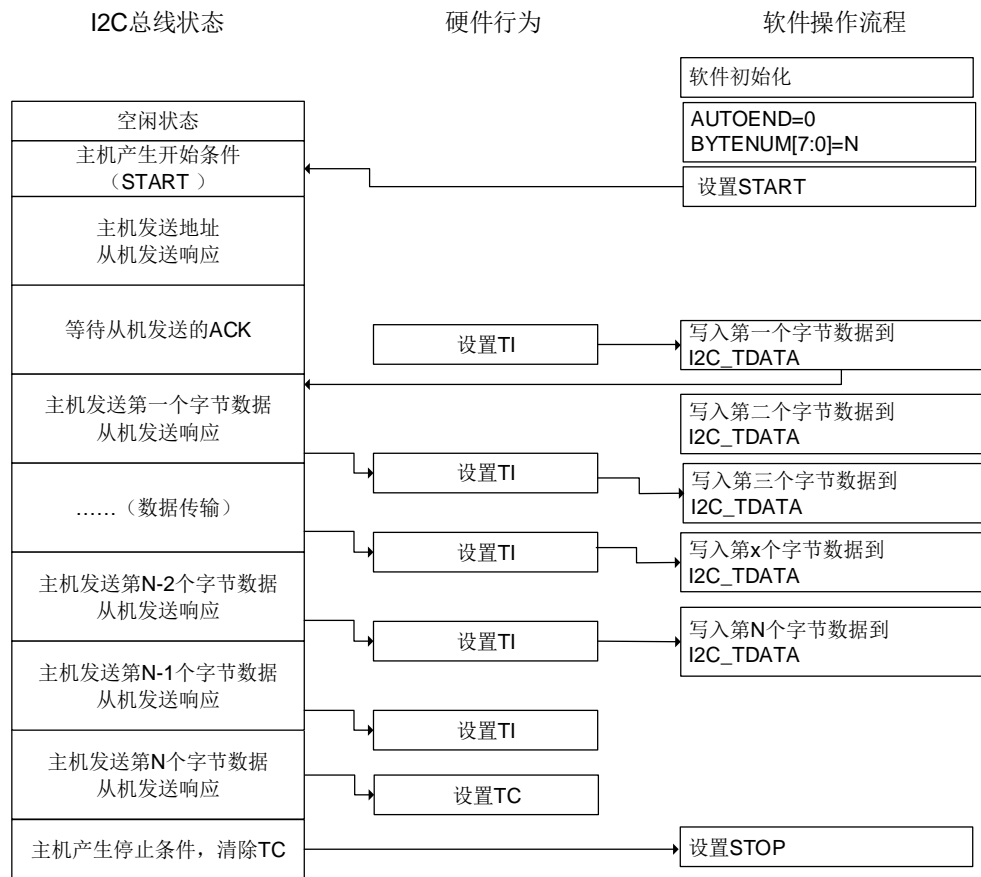 I2C总线状态
硬件行为
软件操作流程
软件初始化
空闲状态
AUTOEND=0
BYTENUM[7:0]=N
主机产生开始条件
（START ）
设置START
主机发送地址
从机发送响应
等待从机发送的ACK
设置TI
写入第一个字节数据到
I2C_TDATA
主机发送第一个字节数据
从机发送响应
写入第二个字节数据到
I2C_TDATA
设置TI
写入第三个字节数据到
I2C_TDATA
……（数据传输）
设置TI
写入第x个字节数据到
I2C_TDATA
主机发送第N-2个字节数据
从机发送响应
设置TI
写入第N个字节数据到
I2C_TDATA
主机发送第N-1个字节数据
从机发送响应
设置TI
主机发送第N个字节数据
从机发送响应
设置TC
主机产生停止条件，清除TC
设置STOP